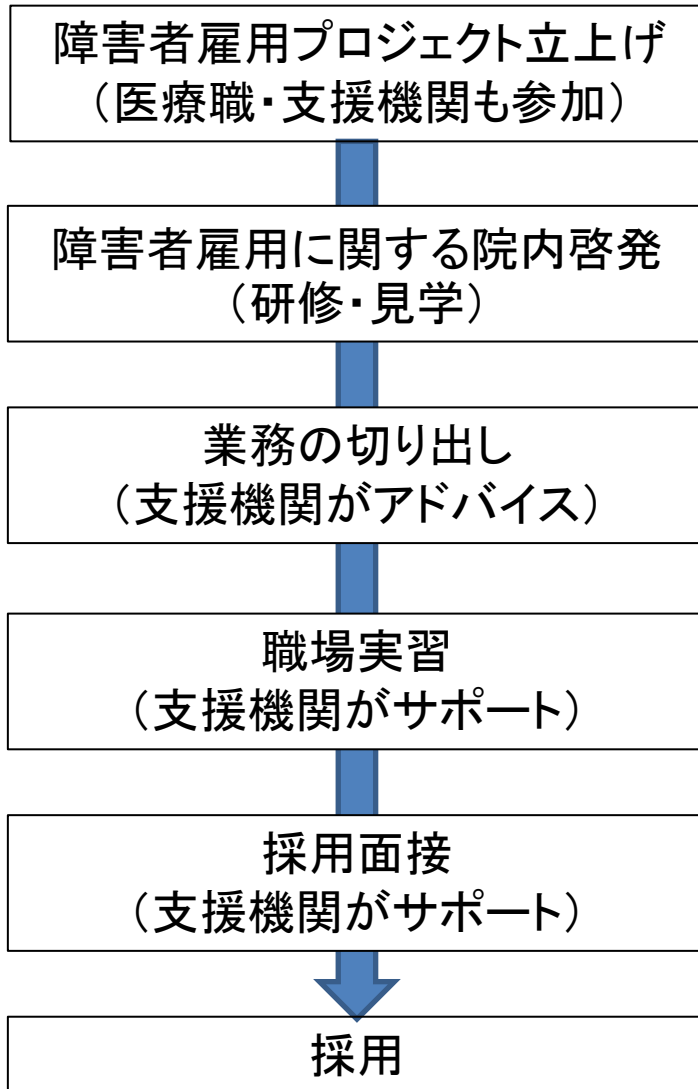 障害者雇用プロジェクト立上げ
（医療職・支援機関も参加）
障害者雇用に関する院内啓発
（研修・見学）
業務の切り出し
（支援機関がアドバイス）
職場実習
（支援機関がサポート）
採用面接
（支援機関がサポート）
採用